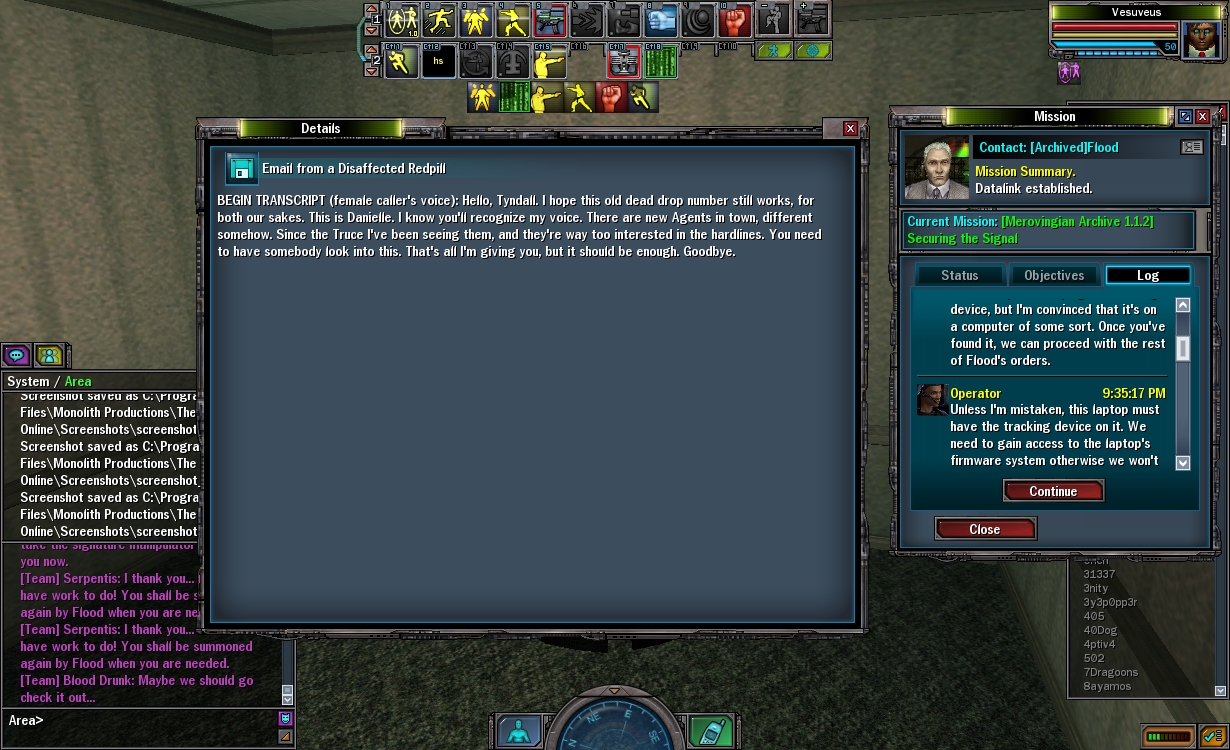 Vesuveus
50
1.0
hs
Details
Email from a Disaffected Redpill
BEGIN TRANSCRIPT (female caller's voice): Hello, Tyndall. I hope this old dead drop number still works, for
both our sakes. This is Danielle. I know you'll recognize my voice. There are new Agents in town, different
somehow. Since the Truce I've been seeing them, and they're way too interested in the hardlines. You need
to have somebody look into this. That's all I'm giving you, but it should be enough. Goodbye.
Mission
Contact: [Archived]Flood
Mission Summary.
Datalink established.
Current Mission: [Merovingian Archive 1.1.2]
Securing the Signal
Status
Objectives
Log
device, but I'm convinced that it's on
a computer of some sort. Once you've
found it, we can proceed with the rest
of Flood's orders.
Operator 9:35:17 PM
Unless I'm mistaken, this laptop must
have the tracking device on it. We
need to gain access to the laptop's
firmware system otherwise we won't
Continue
Close
System / Area
Screenshot saved as C:\Progra
Files\Monolith Productions\The
Online\Screenshots\screenshot
Screenshot saved as C:\Progra
Files\Monolith Productions\The
Online\Screenshots\screenshot_
Screenshot saved as C:\Progra
Files\Monolith Productions\The
Online\Screenshots\screenshot
take the signature manipulator
you now.
[Team] Serpentis: I thank you...
have work to do! You shall be s
again by Flood when you are ne
[Team] Serpentis: I thank you...
have work to do! You shall be summoned
again by Flood when you are needed.
[Team] Blood Drunk: Maybe we should go
check it out...
Area>
31337
3nity
3y3p0pp3r
405
40Dog
4ptiv4
502
7Dragoons
8ayamos
NE
E
SE
N